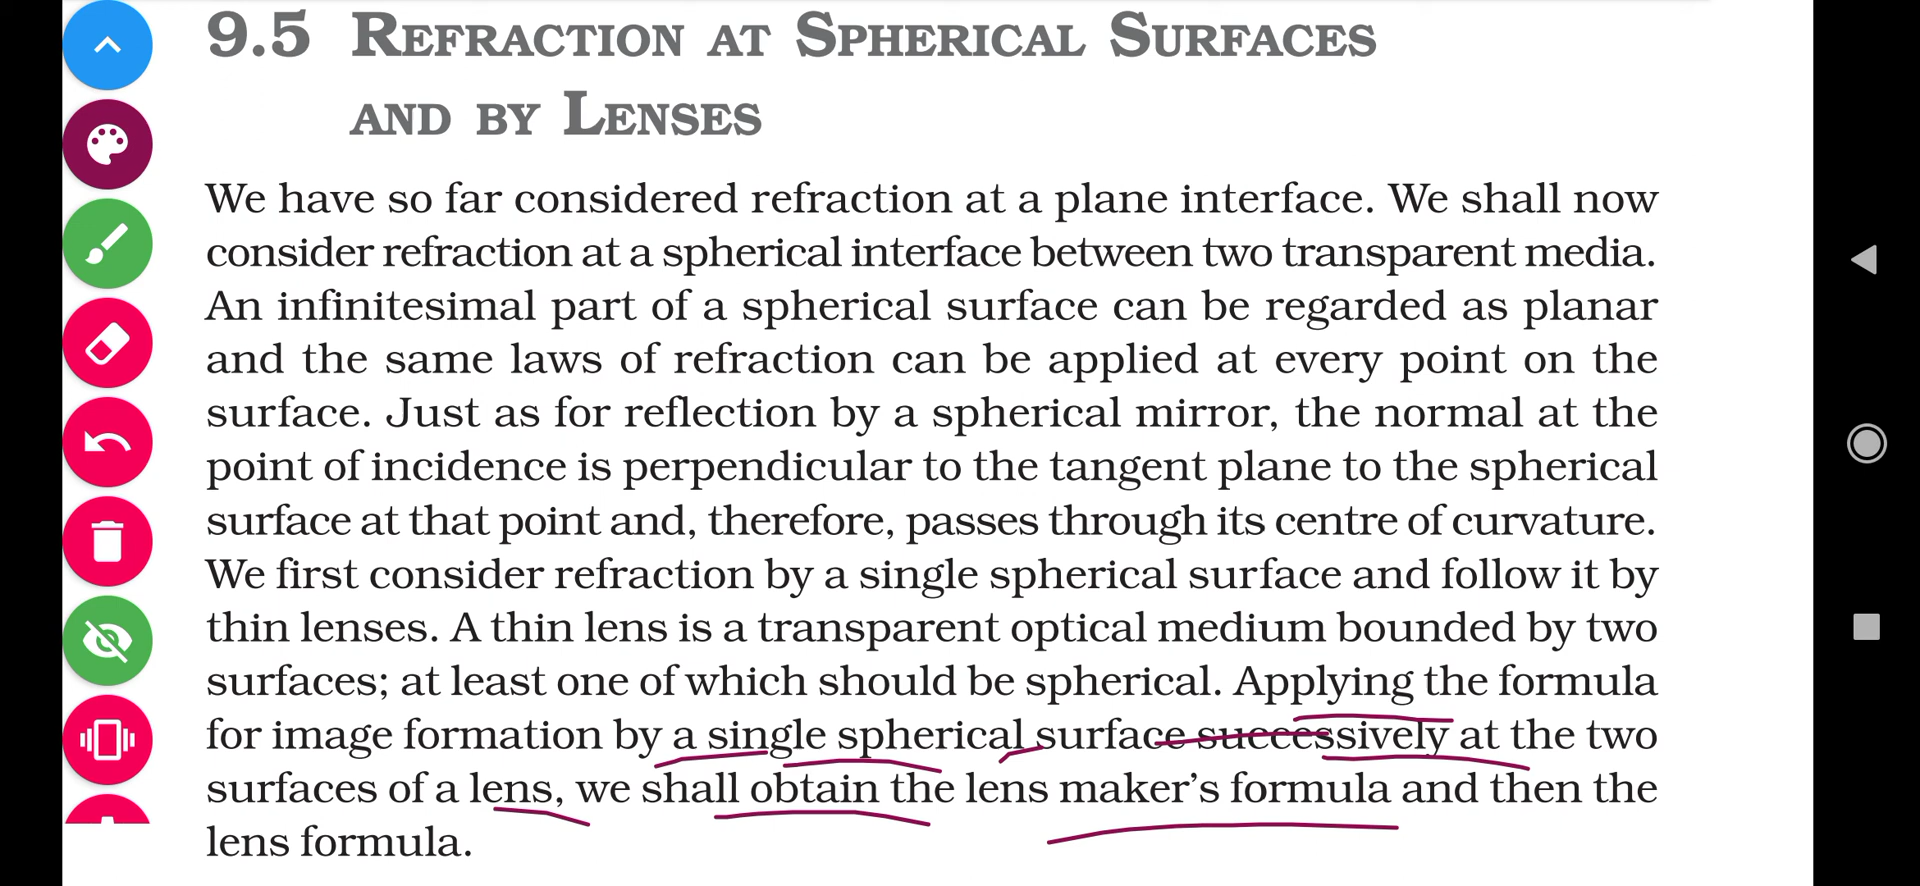 9.5 REFRACTION AT SPHERICAL SURFACES
AND BY LENSES
We have so far considered refraction at a plane interface. We shall now
consider refraction at a spherical interface between two transparent media.
An infinitesimal part of a spherical surface can be regarded as planar
and the same laws of refraction can be applied at every point on the
surface. Just as for reflection by a spherical mirror, the normal at the
point of incidence is perpendicular to the tangent plane to the spherical
surface at that point and, therefore, passes through its centre of curvature.
We first consider refraction by a single spherical surface and follow it by
thin lenses. A thin lens is a transparent optical medium bounded by two
surfaces; at least one of which should be spherical. Applying the formula
for image formation by a single spherical surface successively at the two
surfaces of a lens, we shall obtain the lens maker's formula and then the
lens formula.